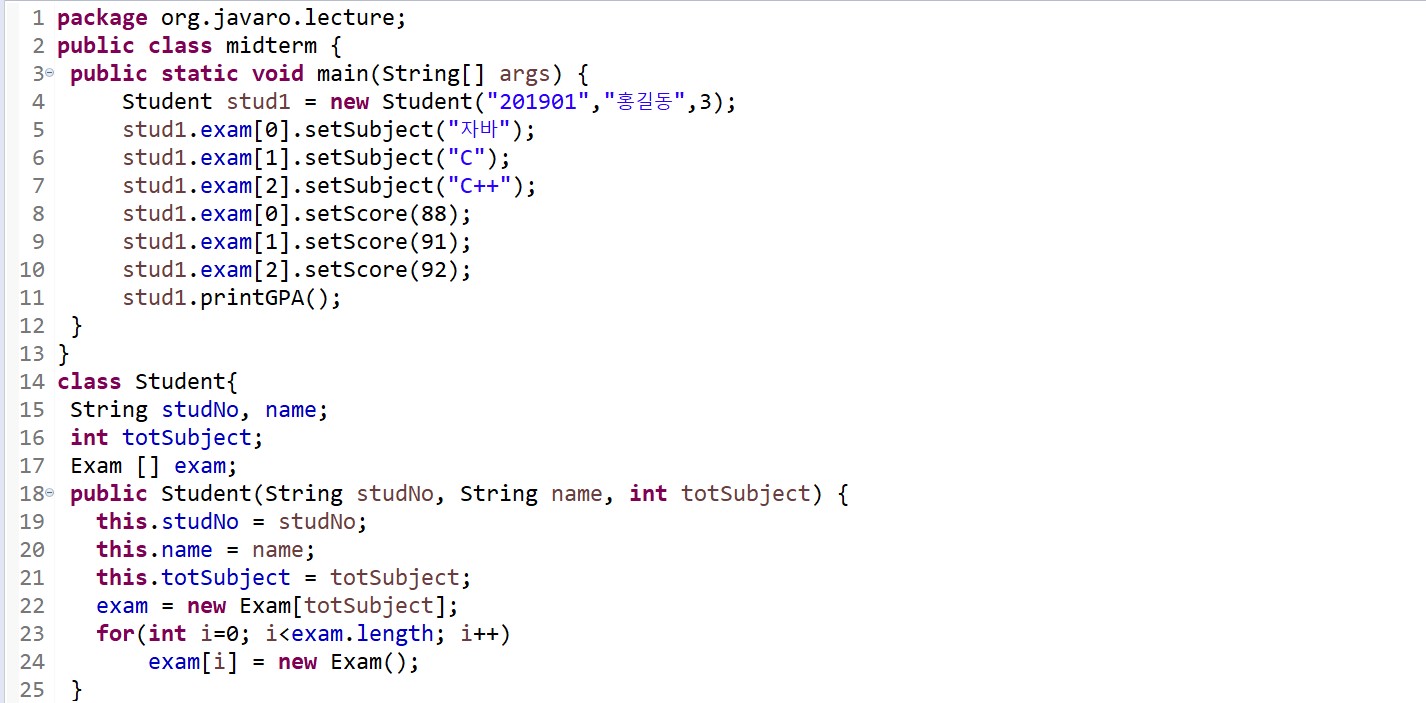 1 package org.javaro.lecture;
2 public class midterm {
3 public static void main(String[] args) {
4 Student stud1 = new Student("201901","홍길동",3);
5 stud1.exam[0].setSubject("자바");
6 stud1.exam[1].setSubject("C");
7 stud1.exam[2].setSubject("C++");
8 stud1.exam[0].setScore(88);
9 stud1.exam[1].setScore(91);
10 stud1.exam[2].setScore(92);
11 stud1.printGPA();
12 }
13 }
14 class Student{
15 String studNo, name;
16 int totSubject;
17 Exam [] exam;
18 public Student(String studNo, String name, int totSubject) {
19 this.studNo = studNo;
20 this.name = name;
21 this.totSubject = totSubject;
22 exam = new Exam[totSubject];
23 for(int i=0; i<exam.length; i++)
24 exam[i] = new Exam();
25 }